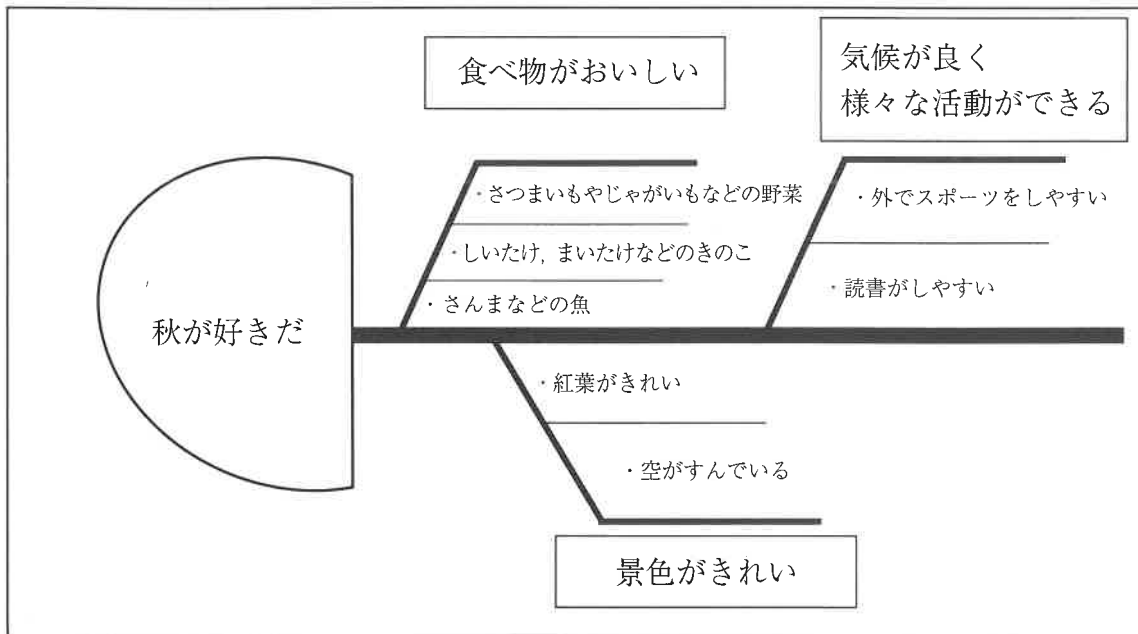 食べ物がおいしい
気候が良く
様々な活動ができる
・さつまいもやじゃがいもなどの野菜
・しいたけ, まいたけなどのきのこ
・さんまなどの魚
・外でスポーツをしやすい
・読書がしやすい
秋が好きだ
・紅葉がきれい
・空がすんでいる
景色がきれい